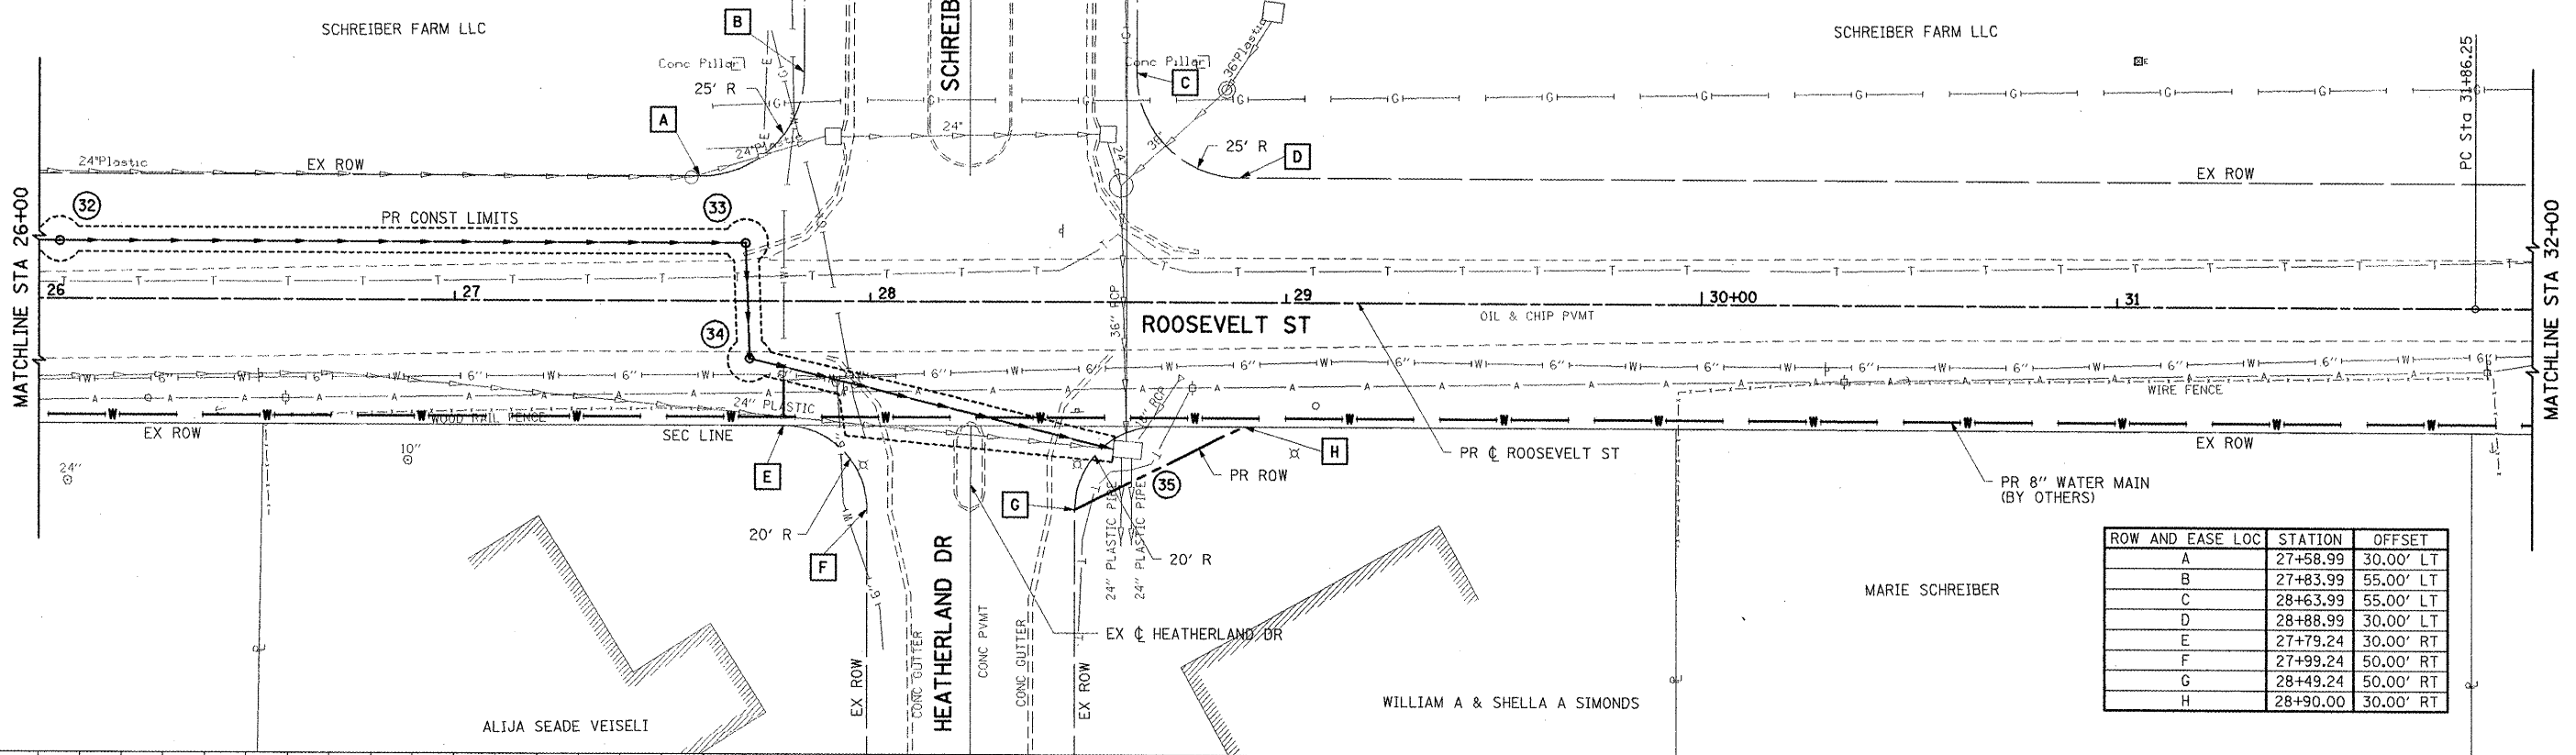 SCHREIBER FARM LLC
B
SCHREIB
SCHREIBER FARM LLC
Conc Pillar
Conc Pillar
36"Plastic
C
25' R
A
24"Plastic
24"Plastic
EX ROW
24"
24"
36"
25' R
D
EX ROW
PC Sta 31+86.25
MATCHLINE STA 26+00
32
PR CONST LIMITS
33
26
27
28
29
30+00
31
MATCHLINE STA 32+00
34
36" RCP
ROOSEVELT ST
OIL & CHIP PVMT
WIRE FENCE
24" PLASTIC
WOOD RAIL FENCE
EX ROW
SEC LINE
EX ROW
24"
10"
E
20' R
F
G
H
35
PR ROW
PR ℄ ROOSEVELT ST
PR 8" WATER MAIN
(BY OTHERS)
24" PLASTIC PIPE
24" PLASTIC PIPE
20' R
EX ℄ HEATHERLAND DR
HEATHERLAND DR
EX ROW
CONC GUTTER
CONC PVMT
CONC GUTTER
EX ROW
ALIJA SEADE VEISELI
WILLIAM A & SHELLA A SIMONDS
MARIE SCHREIBER
ROW AND EASE LOC STATION OFFSET
A 27+58.99 30.00' LT
B 27+83.99 55.00' LT
C 28+63.99 55.00' LT
D 28+88.99 30.00' LT
E 27+79.24 30.00' RT
F 27+99.24 50.00' RT
G 28+49.24 50.00' RT
H 28+90.00 30.00' RT